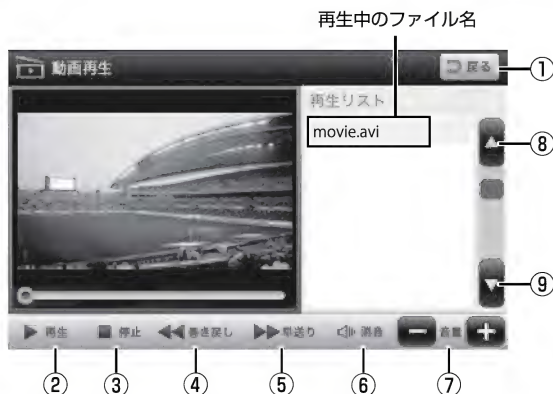 再生中のファイル名
動画再生
戻る
①
再生リスト
movie.avi
⑧
⑨
再生
停止
巻き戻し
早送り
消音
音量
②
③
④
⑤
⑥
⑦